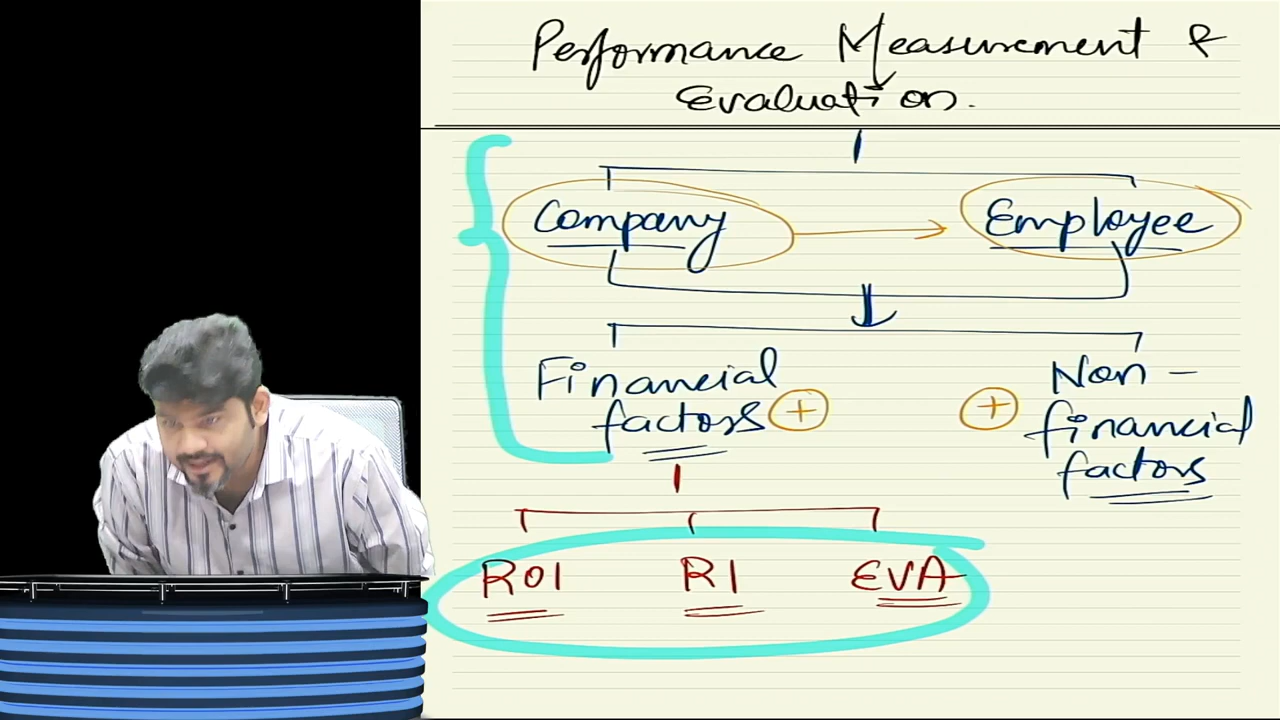 Performance Measurement &
Evaluation.
Company
Employee
Financial
factors +
+ Non-
financial
factors
ROI RI EVA